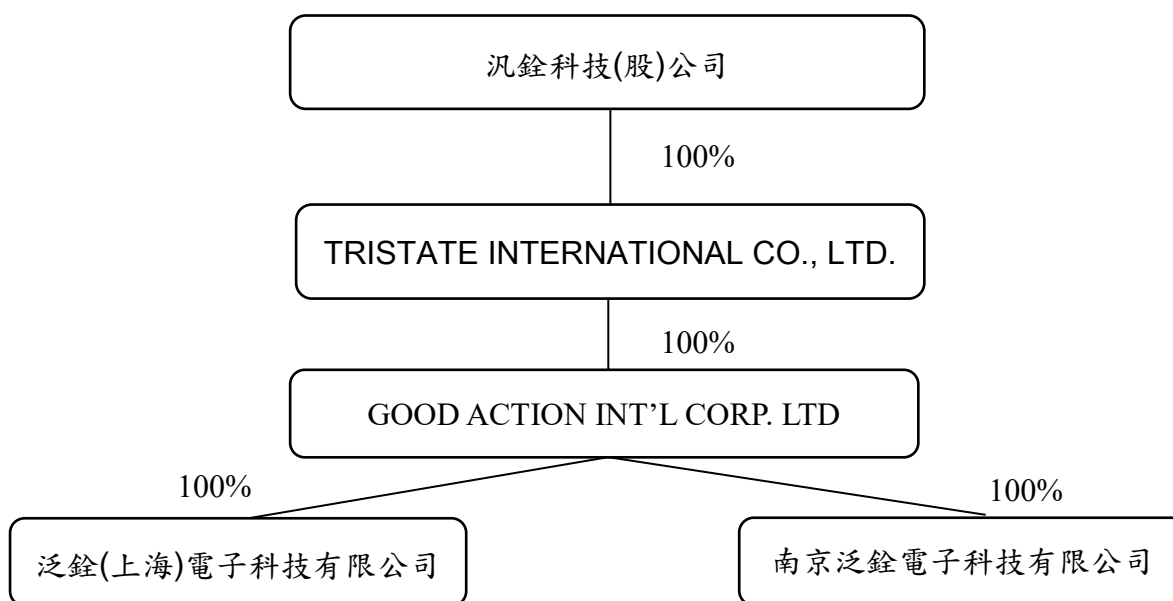 汎銓科技(股)公司
100%
TRISTATE INTERNATIONAL CO., LTD.
100%
GOOD ACTION INT’L CORP. LTD
100%
100%
泛銓(上海)電子科技有限公司
南京泛銓電子科技有限公司